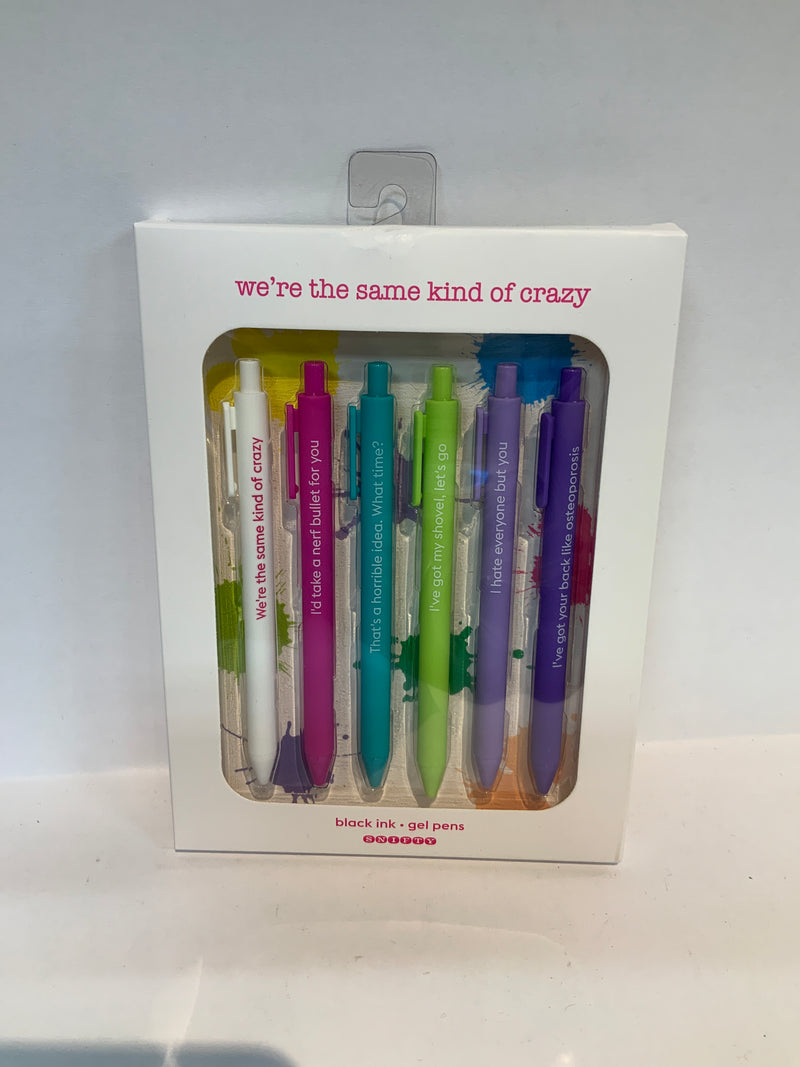 we're the same kind of crazy
We're the same kind of crazy
I'd take a nerf bullet for you
That's a horrible idea. What time?
I've got my shovel, let's go
I hate everyone but you
I've got your back like osteoporosis
black ink • gel pens
SNIFTY